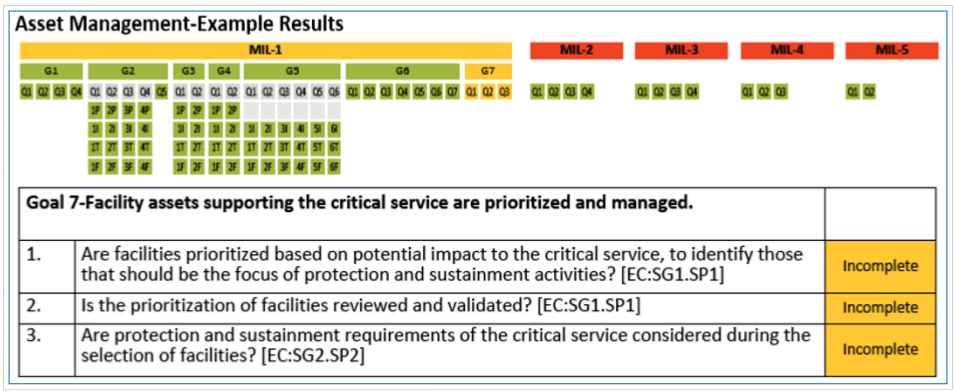 Asset Management-Example Results
MIL-1 MIL-2 MIL-3 MIL-4 MIL-5
G1 G2 G3 G4 G5 G6 G7
Q1 Q2 Q3 Q4 Q1 Q2 Q3 Q4 Q5 Q1 Q2 Q1 Q2 Q1 Q2 Q3 Q4 Q5 Q6 Q1 Q2 Q3 Q4 Q5 Q6 Q7 Q1 Q2 Q3 Q1 Q2 Q3 Q4 Q1 Q2 Q3 Q4 Q1 Q2 Q3 Q1 Q2
1P 2P 3P 4P 1P 2P 1P 2P
1I 2I 3I 4I 1I 2I 1I 2I 1I 2I 3I 4I 5I 6I
1T 2T 3T 4T 1T 2T 1T 2T 1T 2T 3T 4T 5T 6T
1F 2F 3F 4F 1F 2F 1F 2F 1F 2F 3F 4F 5F 6F
Goal 7-Facility assets supporting the critical service are prioritized and managed.
1. Are facilities prioritized based on potential impact to the critical service, to identify those
that should be the focus of protection and sustainment activities? [EC:SG1.SP1] Incomplete
2. Is the prioritization of facilities reviewed and validated? [EC:SG1.SP1] Incomplete
3. Are protection and sustainment requirements of the critical service considered during the
selection of facilities? [EC:SG2.SP2] Incomplete